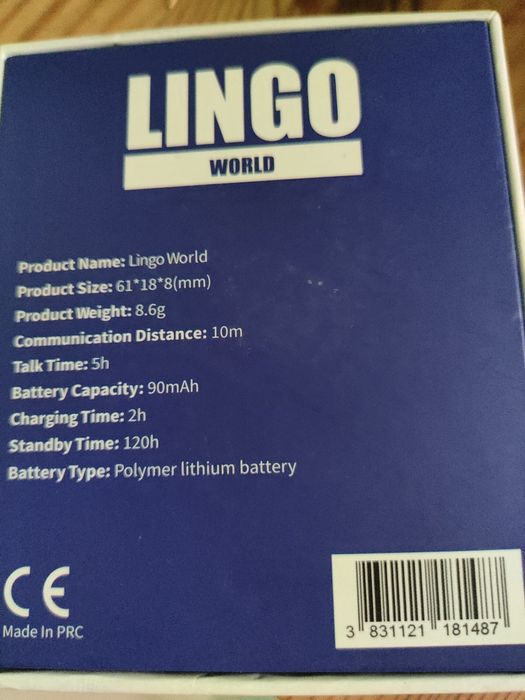 LINGO
WORLD
Product Name: Lingo World
Product Size: 61*18*8(mm)
Product Weight: 8.6g
Communication Distance: 10m
Talk Time: 5h
Battery Capacity: 90mAh
Charging Time: 2h
Standby Time: 120h
Battery Type: Polymer lithium battery
CE
Made In PRC
3 831121 181487